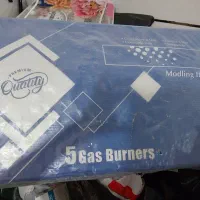 PREMIUM
Quality
Modling
5 Gas Burners